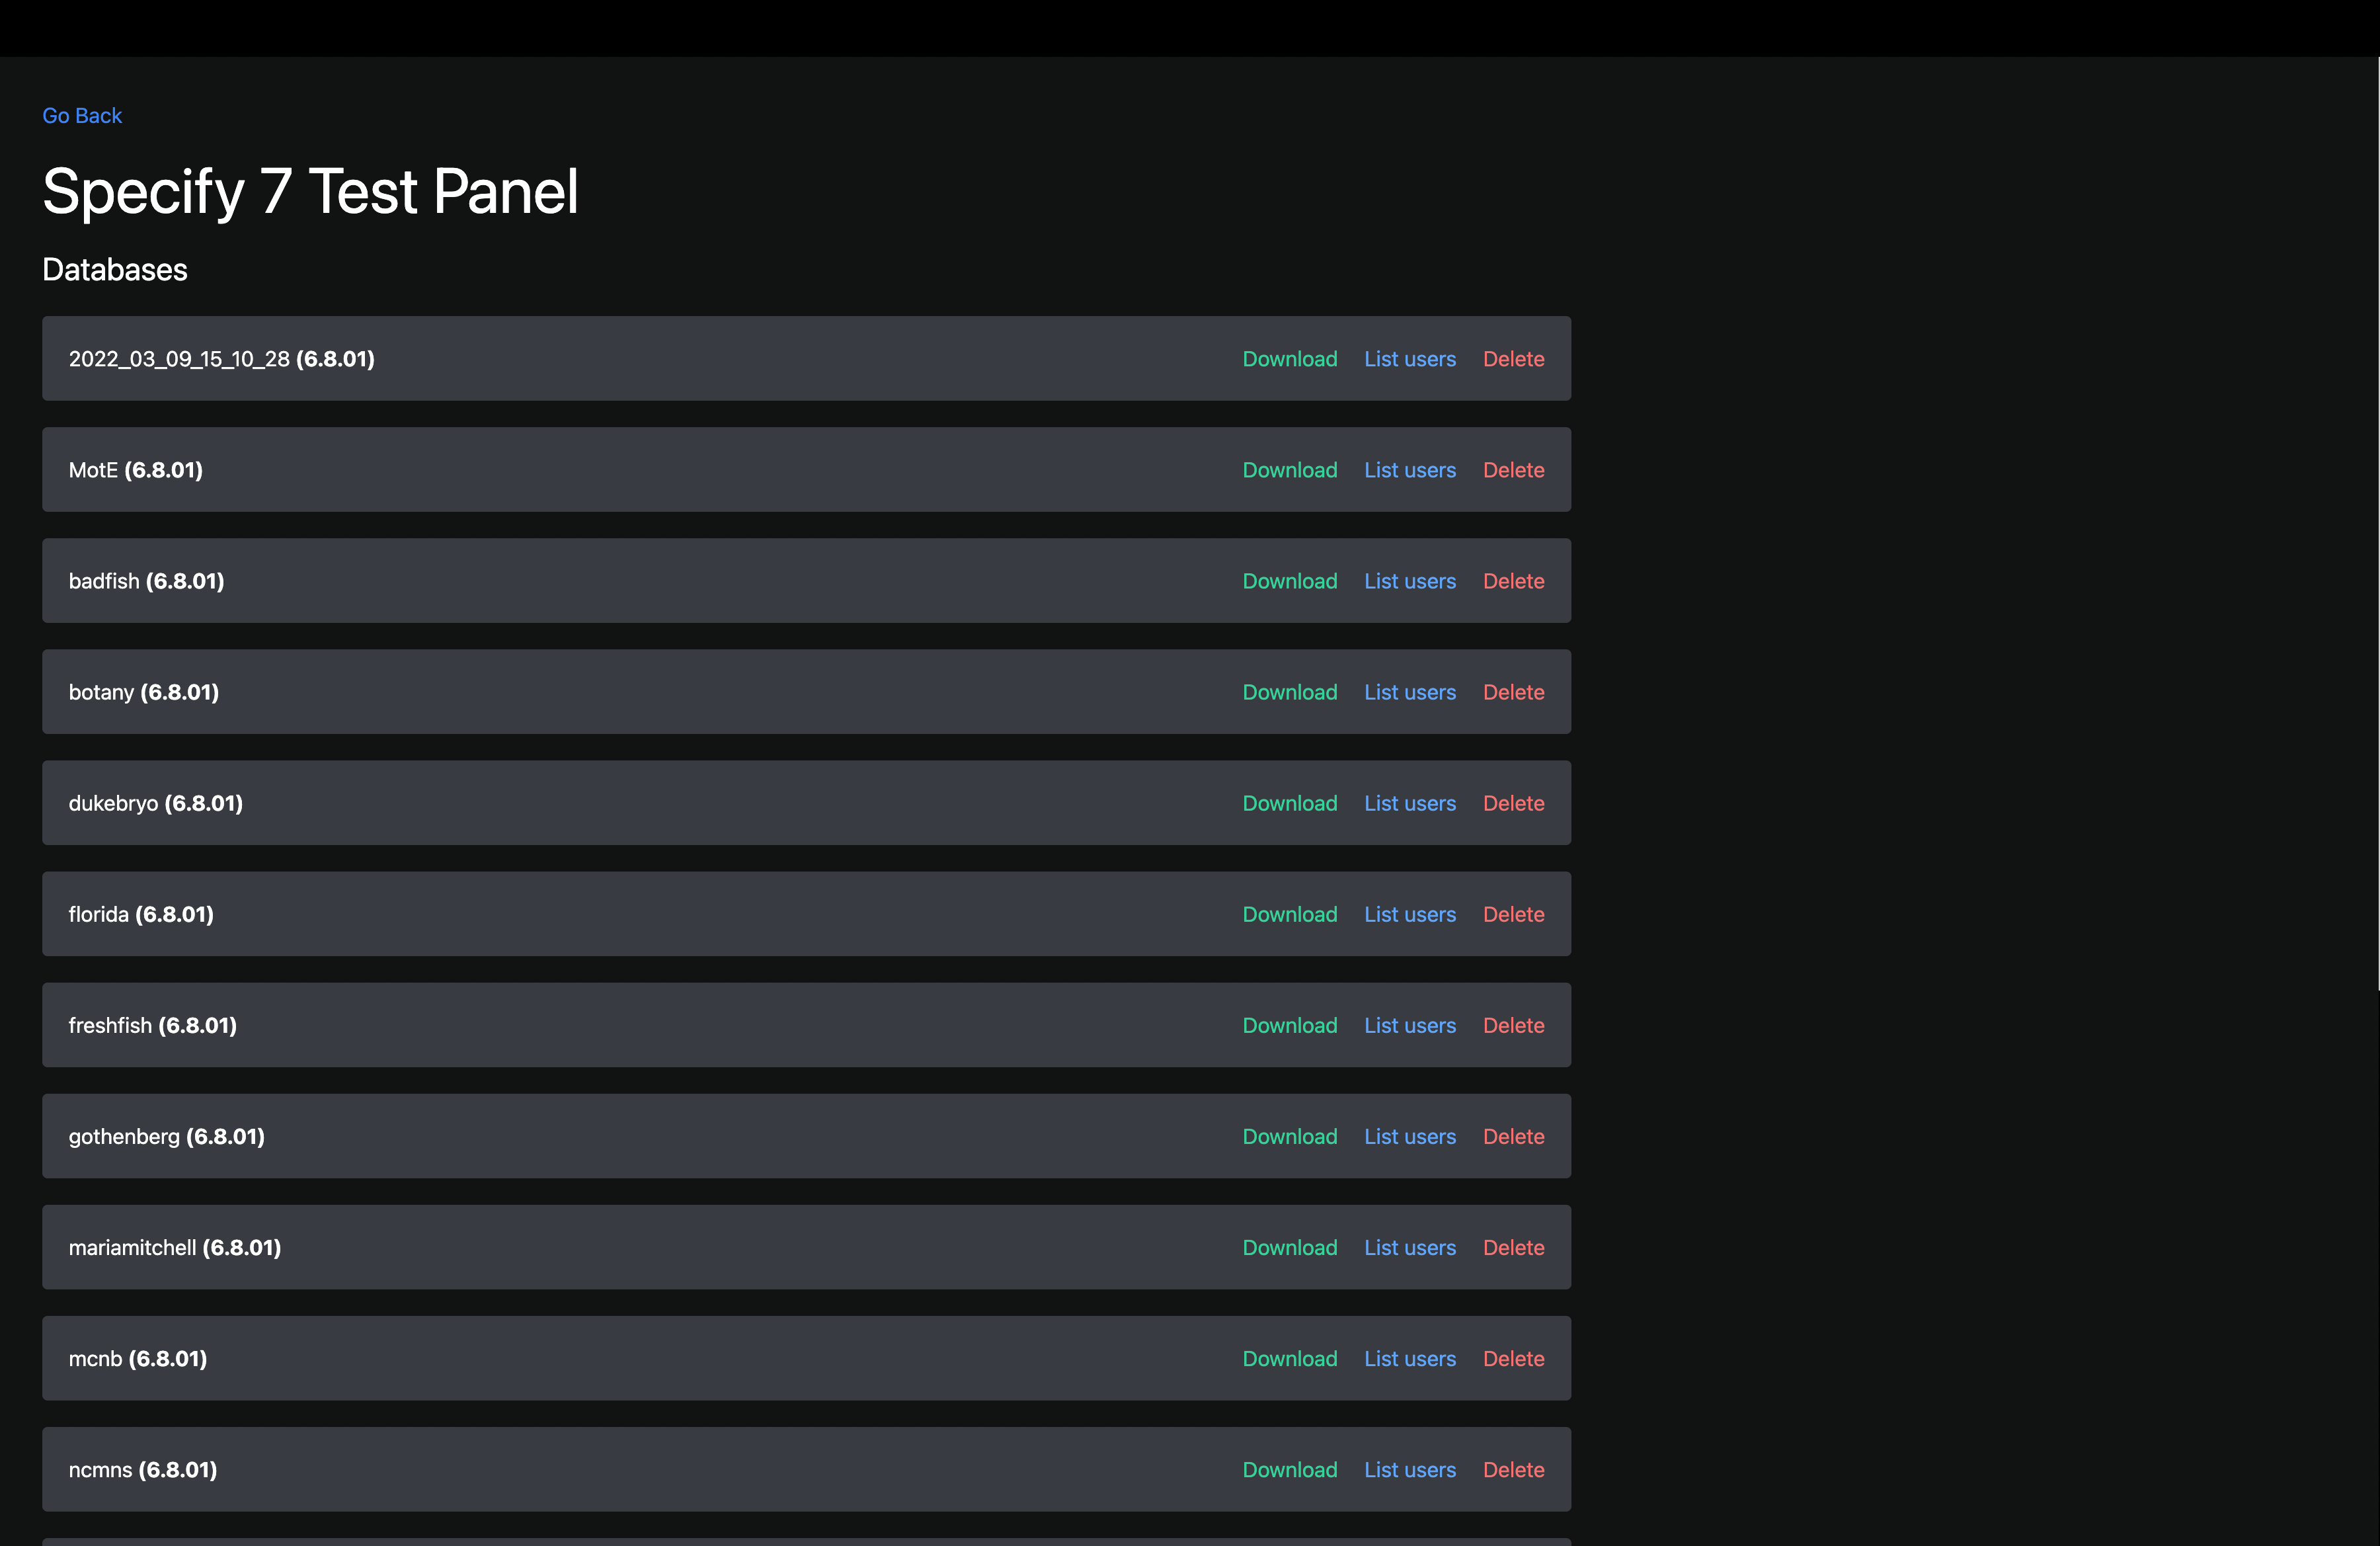 Go Back
Specify 7 Test Panel
Databases
2022_03_09_15_10_28 (6.8.01) Download List users Delete
MotE (6.8.01) Download List users Delete
badfish (6.8.01) Download List users Delete
botany (6.8.01) Download List users Delete
dukebryo (6.8.01) Download List users Delete
florida (6.8.01) Download List users Delete
freshfish (6.8.01) Download List users Delete
gothenberg (6.8.01) Download List users Delete
mariamitchell (6.8.01) Download List users Delete
mcnb (6.8.01) Download List users Delete
ncmns (6.8.01) Download List users Delete